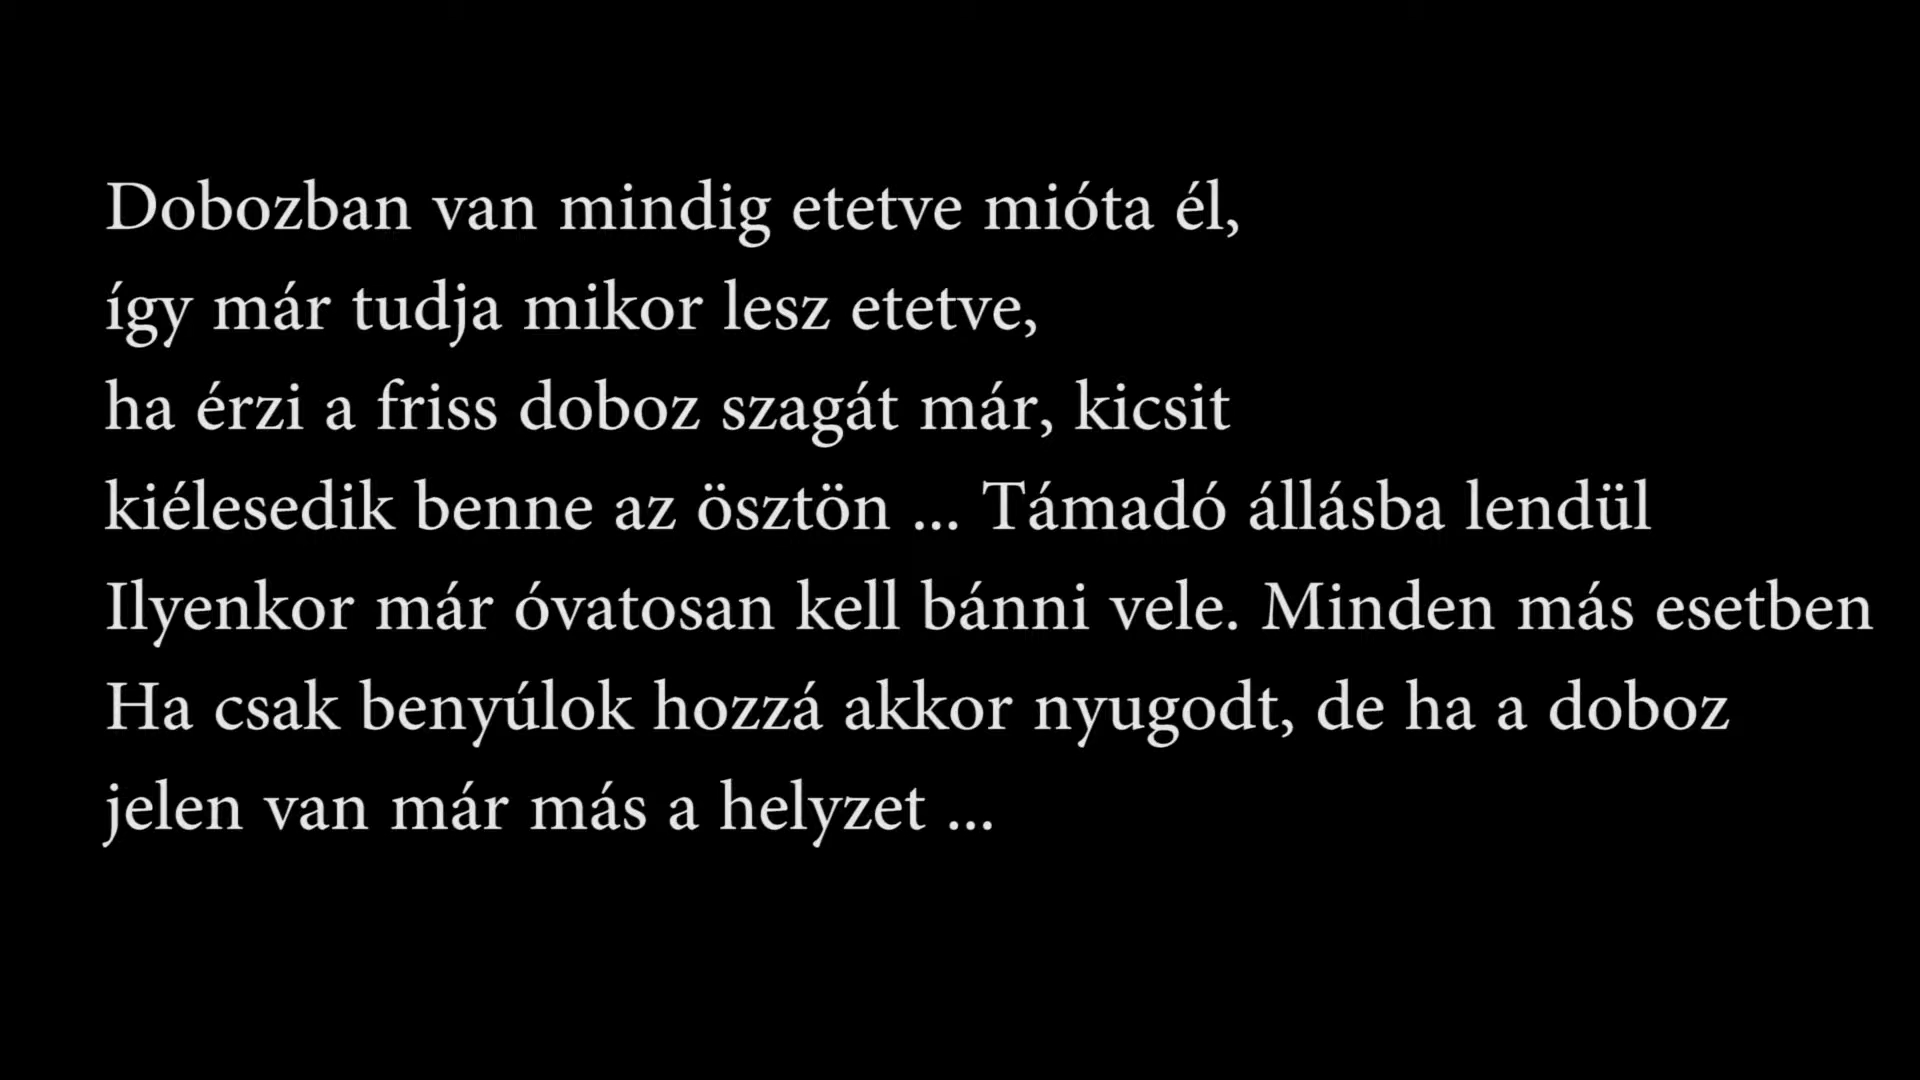 Dobozban van mindig etetve mióta él,
így már tudja mikor lesz etetve,
ha érzi a friss doboz szagát már, kicsit
kiélesedik benne az ösztön ... Támadó állásba lendül
Ilyenkor már óvatosan kell bánni vele. Minden más esetben
Ha csak benyúlok hozzá akkor nyugodt, de ha a doboz
jelen van már más a helyzet ...